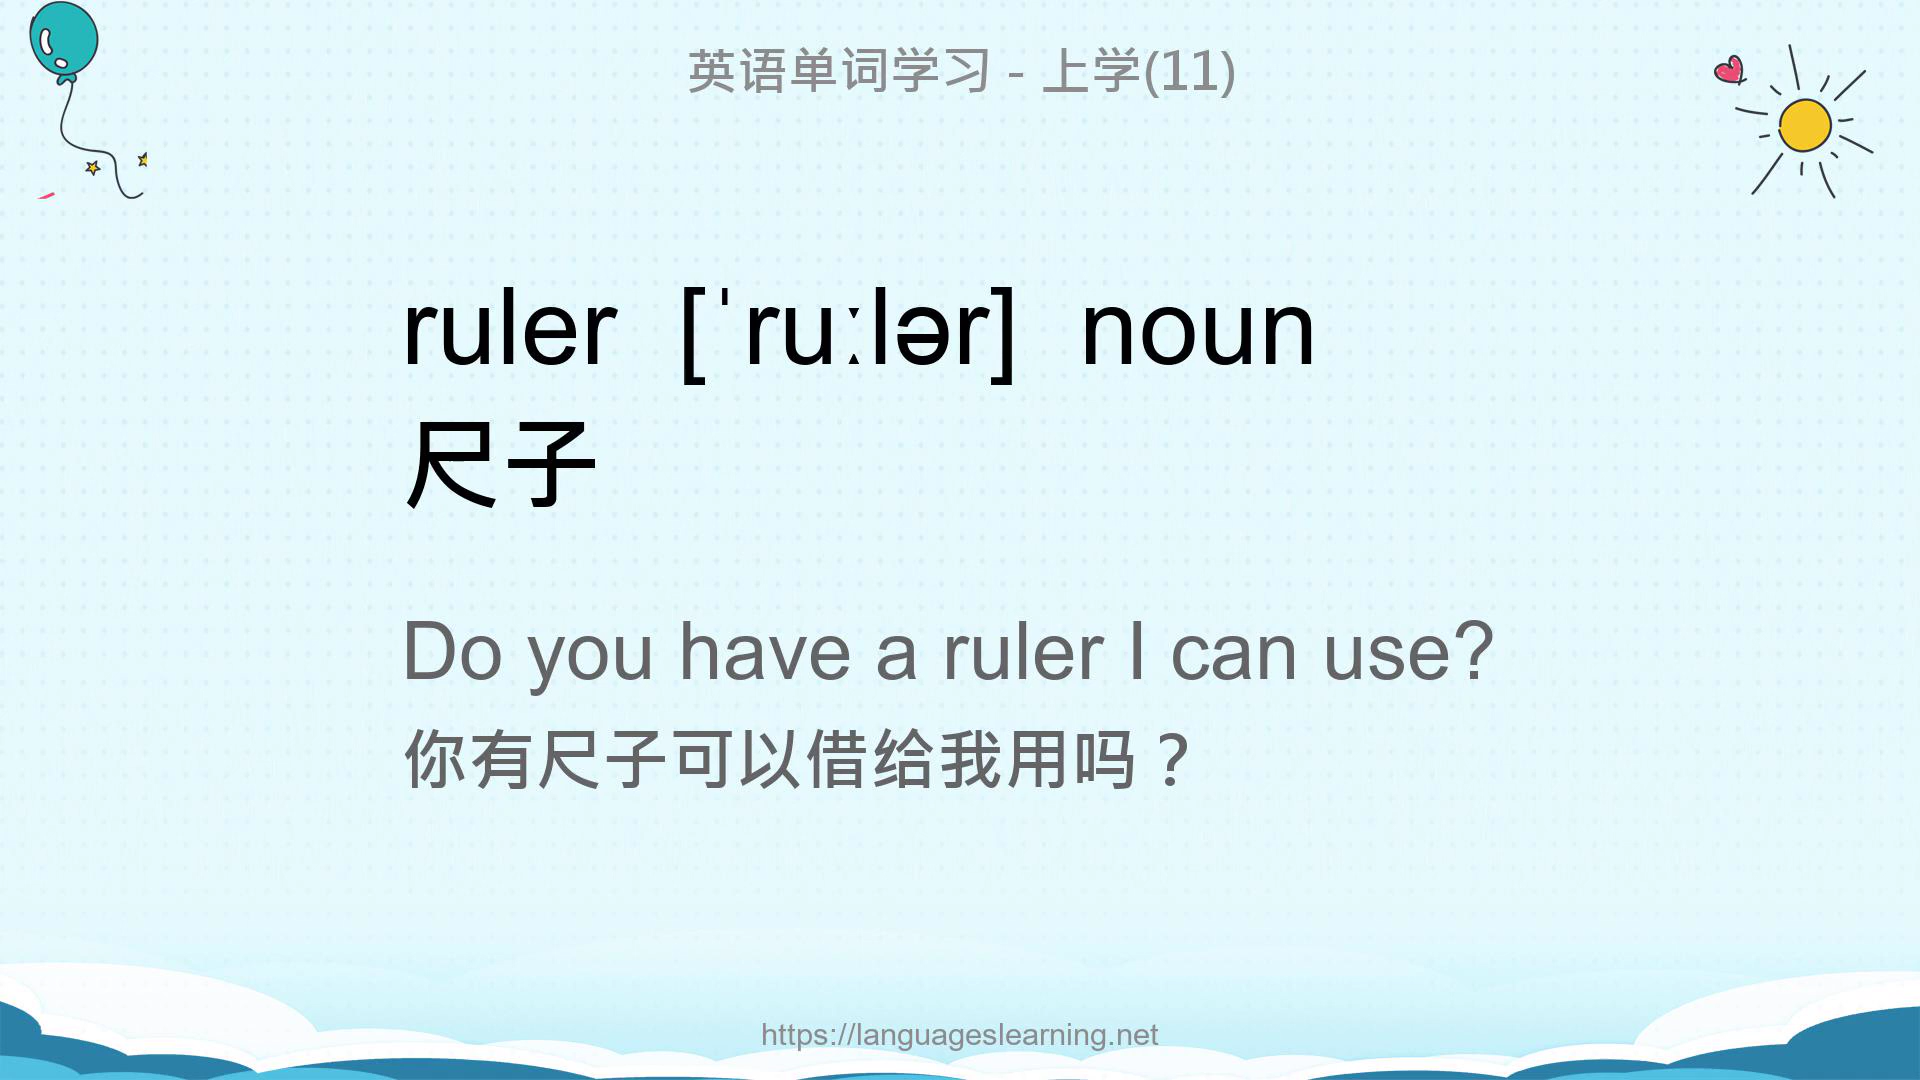 英语单词学习 - 上学(11)
ruler [ˈruːlər] noun
尺子
Do you have a ruler I can use?
你有尺子可以借给我用吗？
https://languageslearning.net